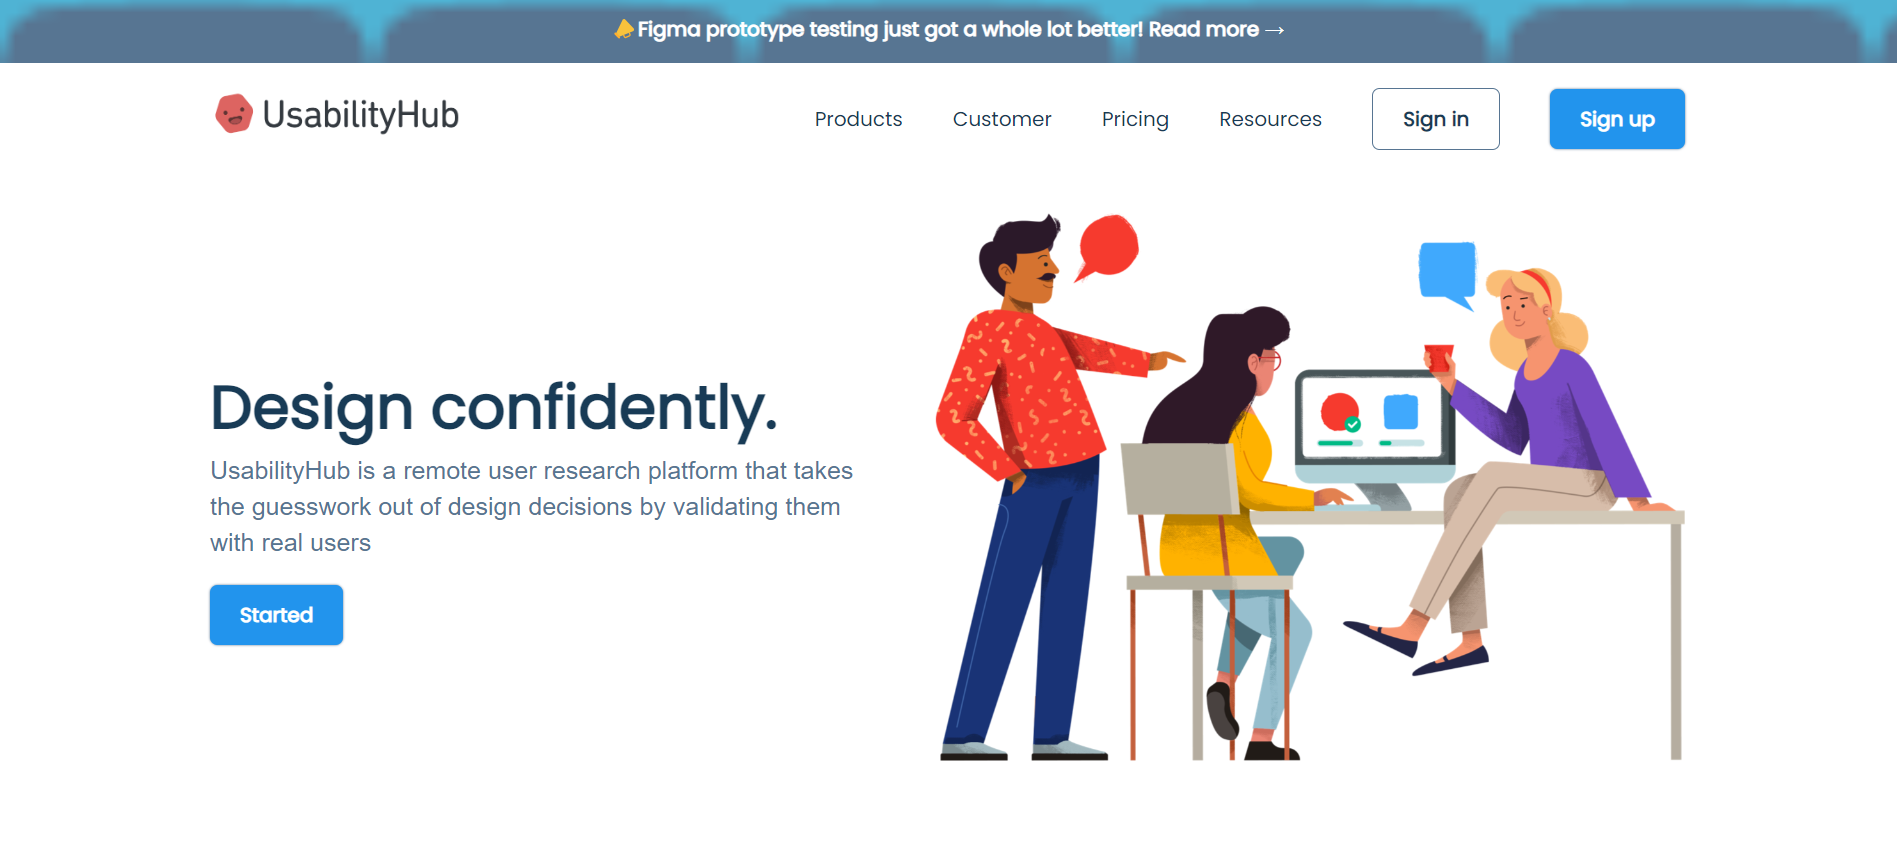 Figma prototype testing just got a whole lot better! Read more →
UsabilityHub
Products
Customer
Pricing
Resources
Sign in
Sign up
Design confidently.
UsabilityHub is a remote user research platform that takes
the guesswork out of design decisions by validating them
with real users
Started